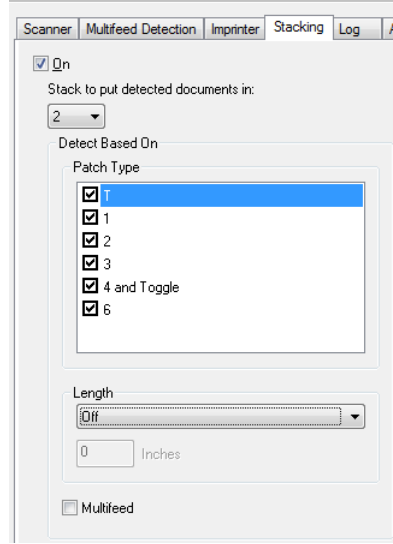 Scanner Multifeed Detection Imprinter Stacking Log
On
Stack to put detected documents in:
2
Detect Based On
Patch Type
T
1
2
3
4 and Toggle
6
Length
Off
0 Inches
Multifeed